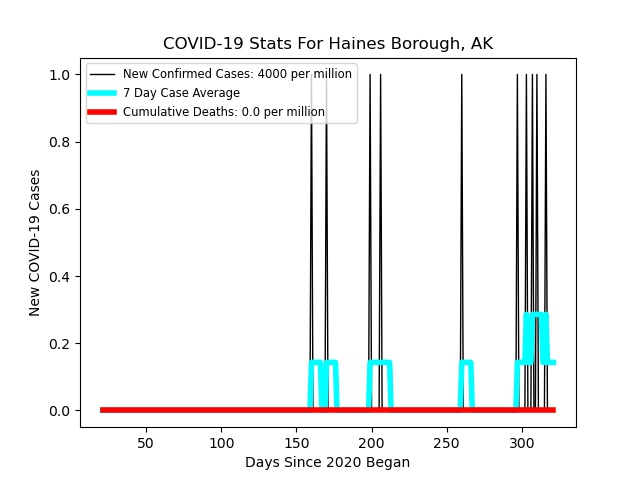 COVID-19 Stats For Haines Borough, AK
New Confirmed Cases: 4000 per million
7 Day Case Average
Cumulative Deaths: 0.0 per million
New COVID-19 Cases
1.0
0.8
0.6
0.4
0.2
0.0
50 100 150 200 250 300
Days Since 2020 Began